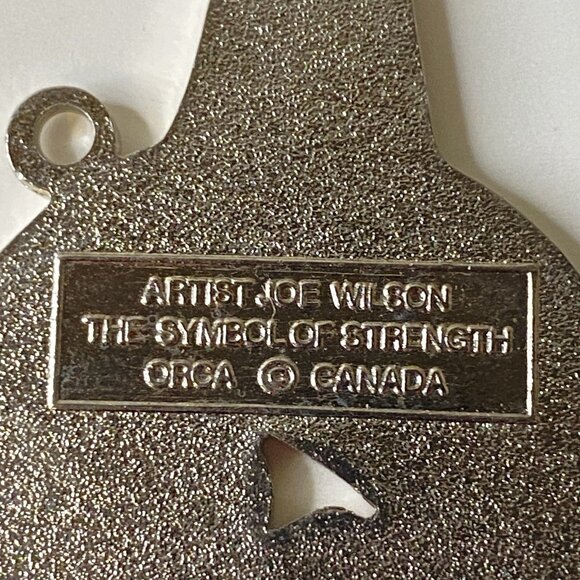 ARTIST JOE WILSON
THE SYMBOL OF STRENGTH
ORCA © CANADA